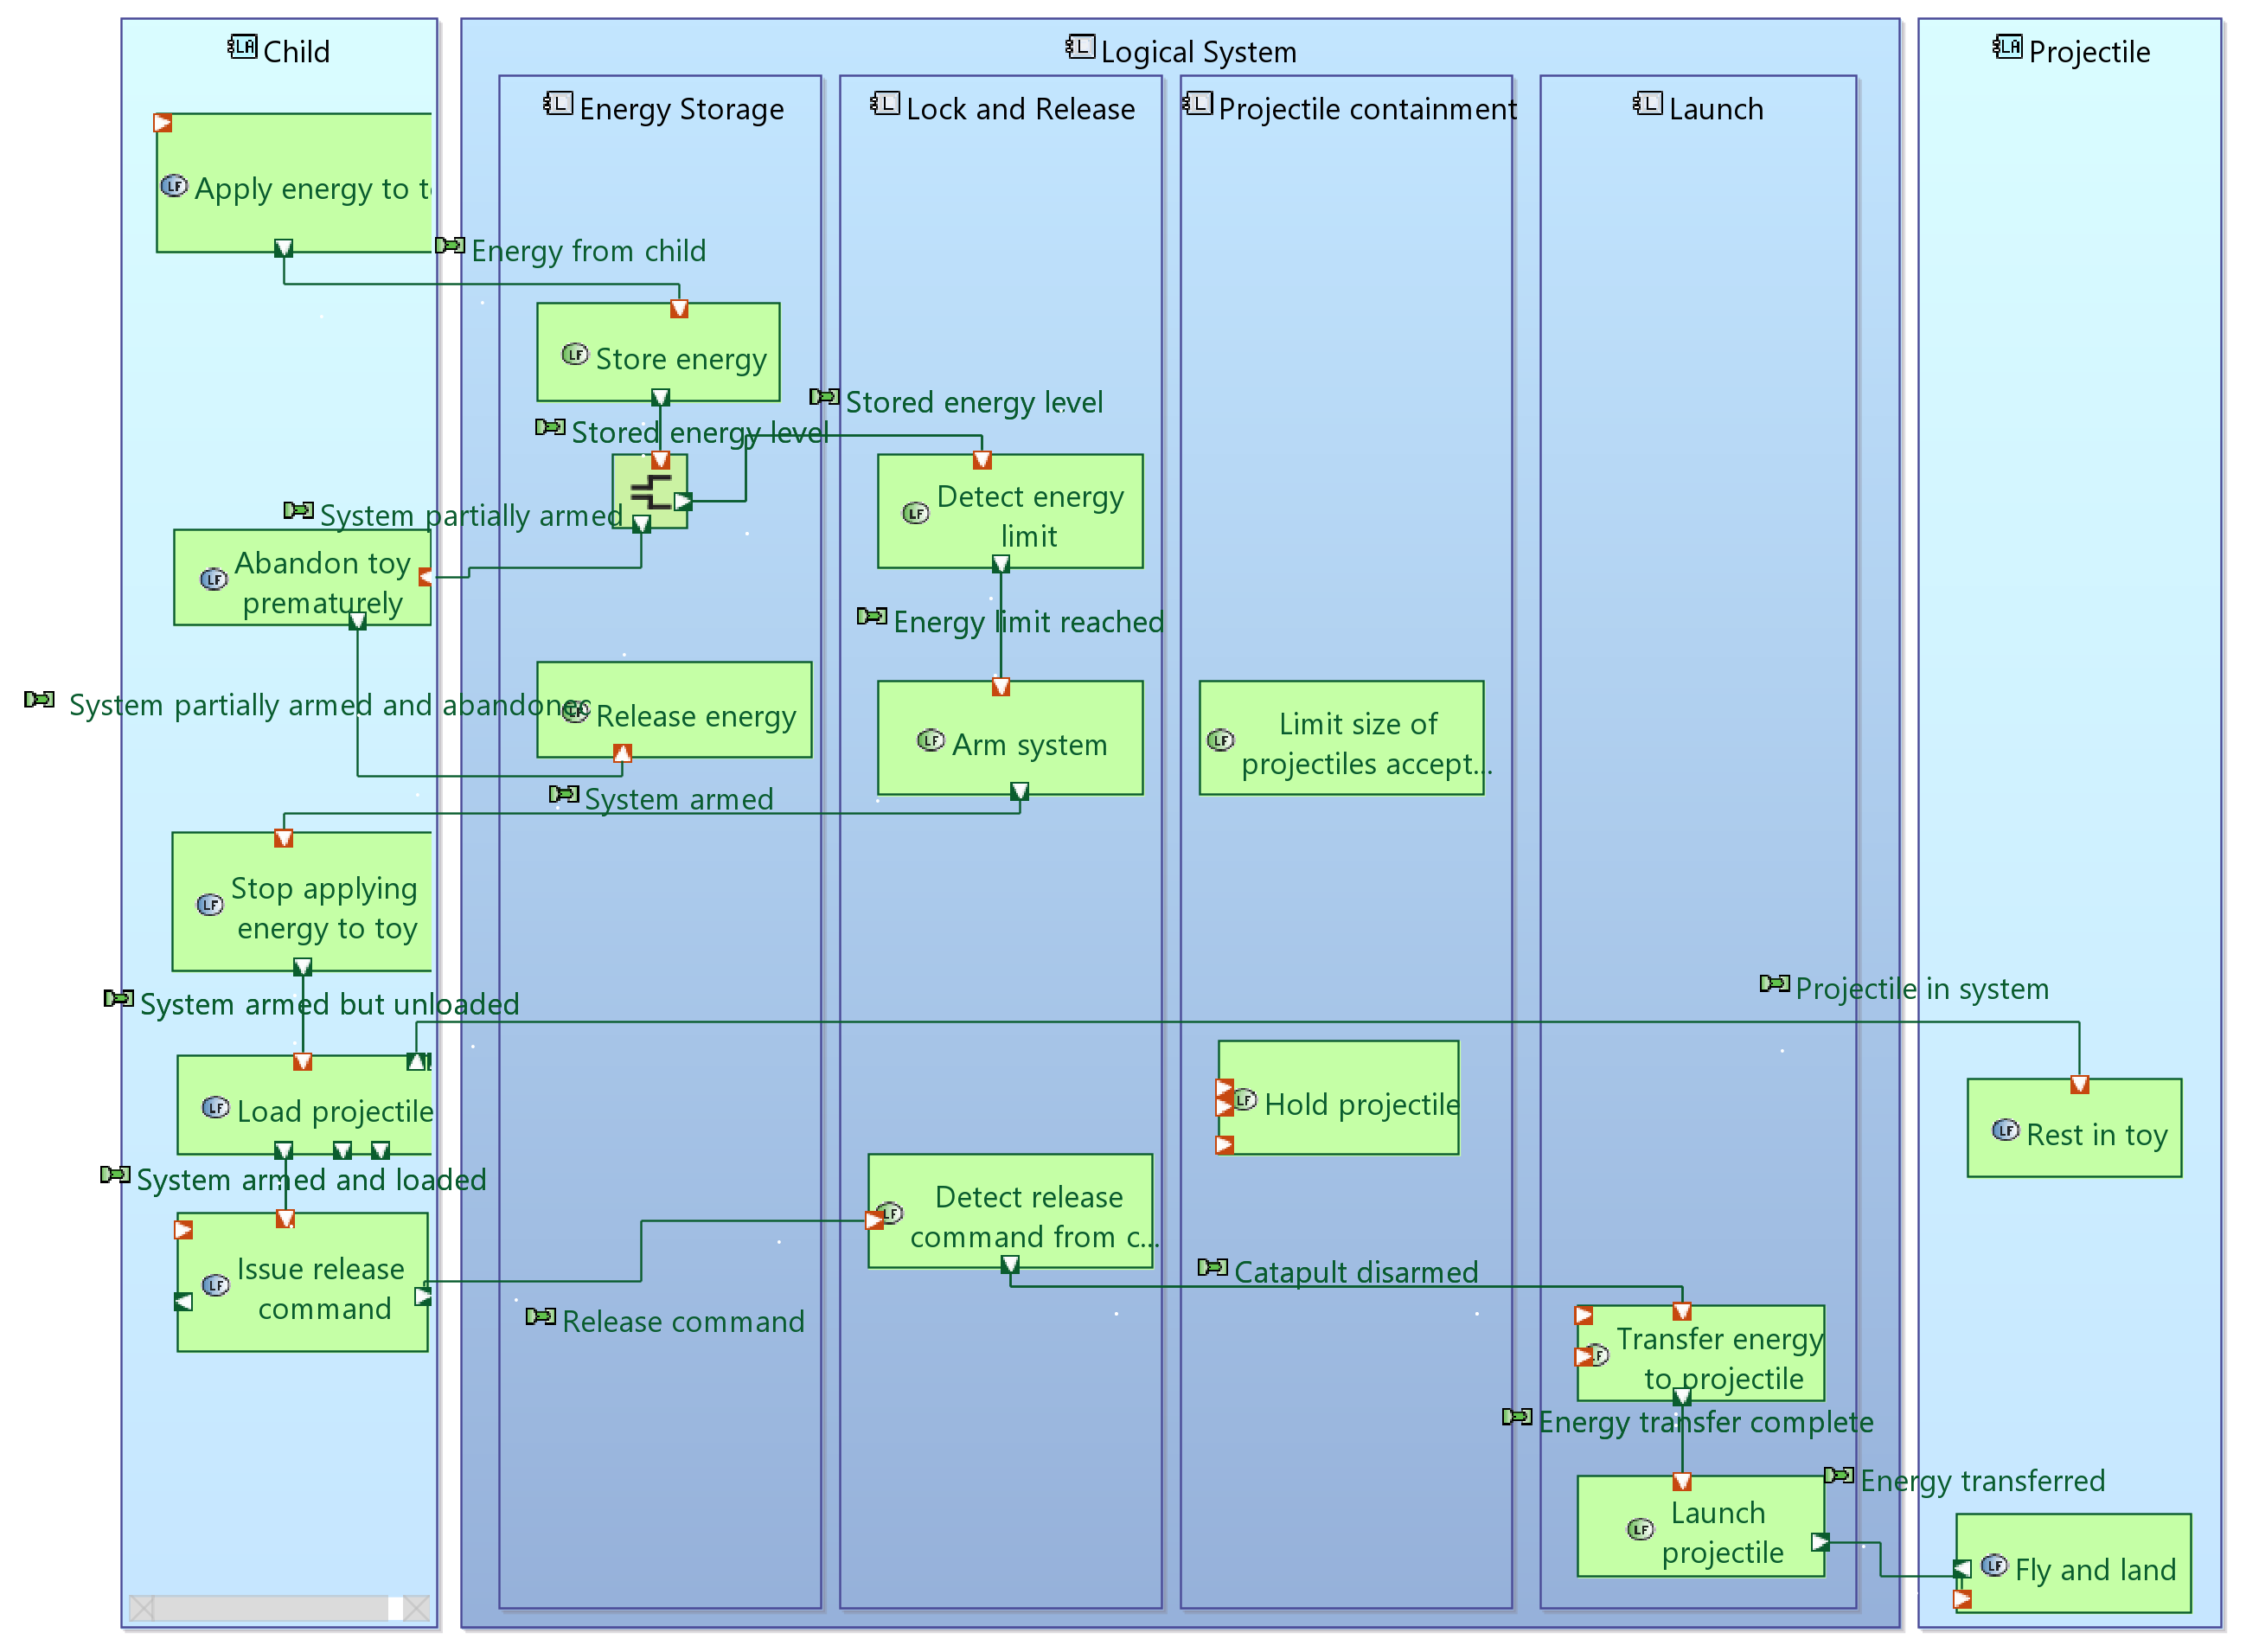 Child
Logical System
Projectile
Energy Storage
Lock and Release
Projectile containment
Launch
Apply energy to t
Energy from child
Store energy
Stored energy level
Stored energy level
Detect energy
limit
System partially armed
Abandon toy
prematurely
Energy limit reached
System partially armed and abandoned
Release energy
Arm system
Limit size of
projectiles accept...
System armed
Stop applying
energy to toy
System armed but unloaded
Projectile in system
Load projectile
Hold projectile
Rest in toy
System armed and loaded
Detect release
command from c...
Issue release
command
Catapult disarmed
Release command
Transfer energy
to projectile
Energy transfer complete
Energy transferred
Launch
projectile
Fly and land